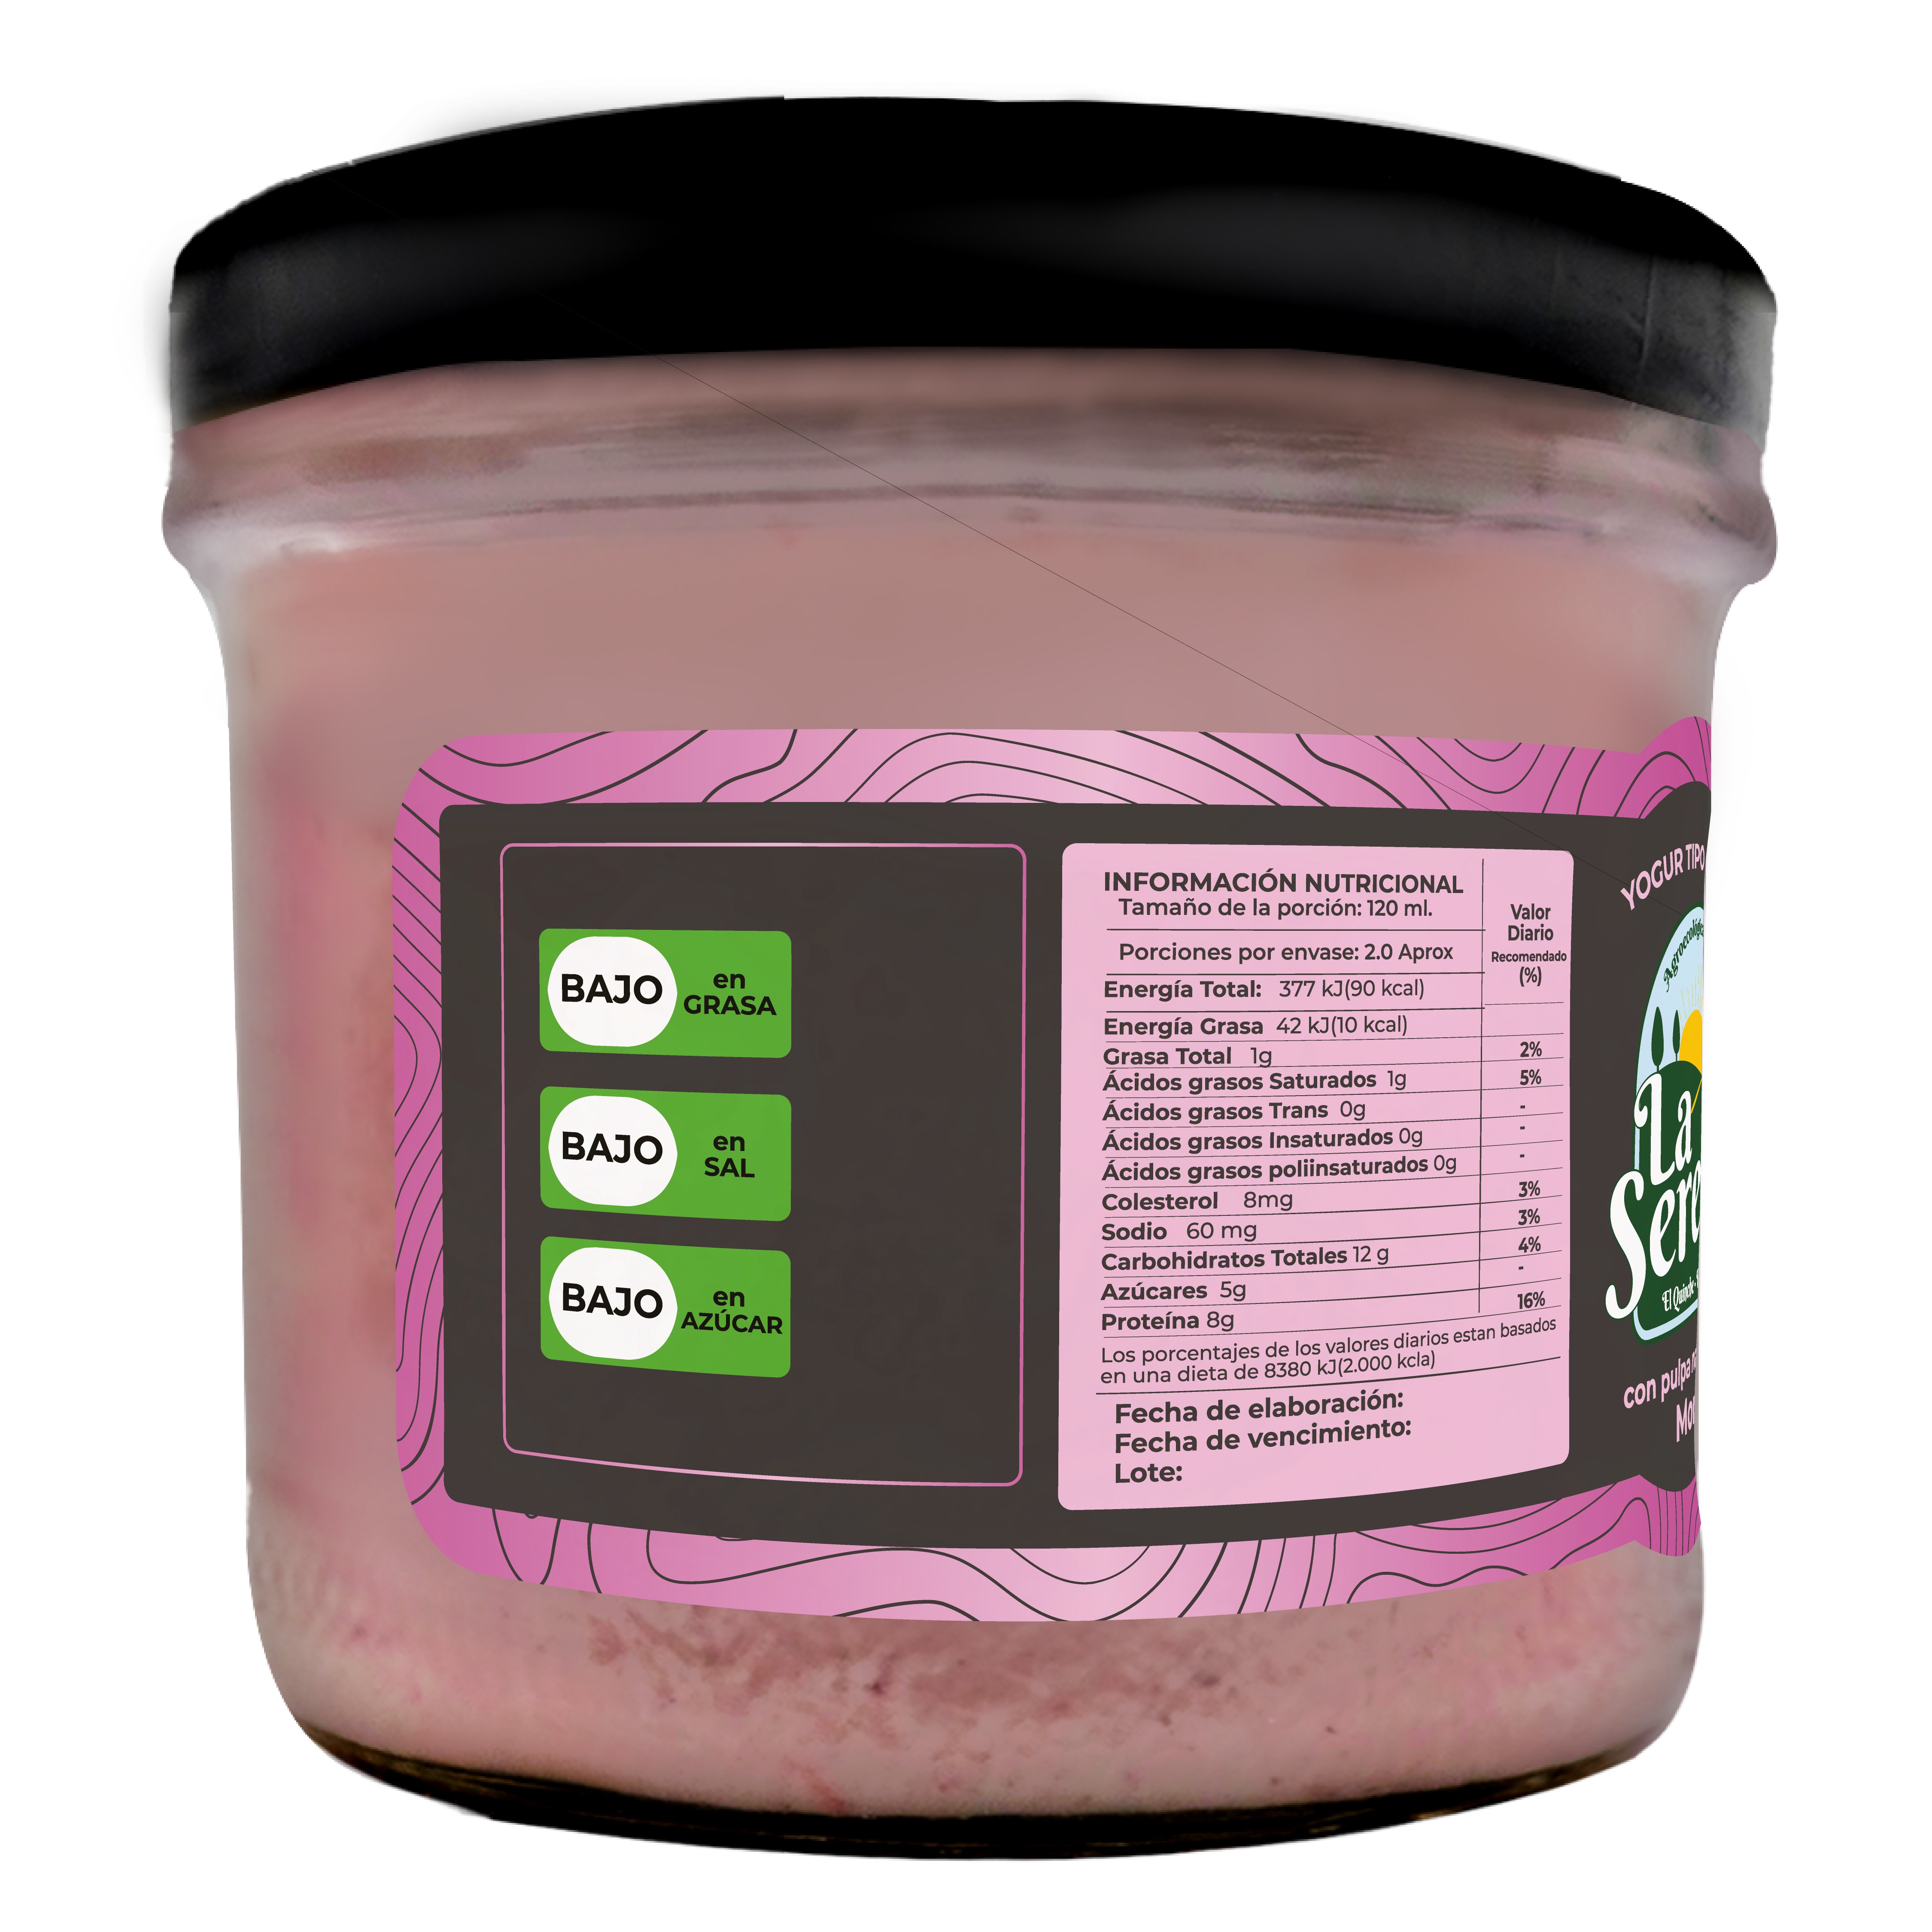 BAJO en GRASA
BAJO en SAL
BAJO en AZÚCAR
INFORMACIÓN NUTRICIONAL
Tamaño de la porción: 120 ml.
Valor Diario Recomendado (%)
Porciones por envase: 2.0 Aprox
Energía Total: 377 kJ(90 kcal)
Energía Grasa 42 kJ(10 kcal)
Grasa Total 1g 2%
Ácidos grasos Saturados 1g 5%
Ácidos grasos Trans 0g -
Ácidos grasos Insaturados 0g -
Ácidos grasos poliinsaturados 0g -
Colesterol 8mg 3%
Sodio 60 mg 3%
Carbohidratos Totales 12 g 4%
Azúcares 5g -
Proteína 8g 16%
Los porcentajes de los valores diarios estan basados
en una dieta de 8380 kJ(2.000 kcla)
Fecha de elaboración:
Fecha de vencimiento:
Lote:
YOGUR TIPO
La
El Quinche
con pulpa